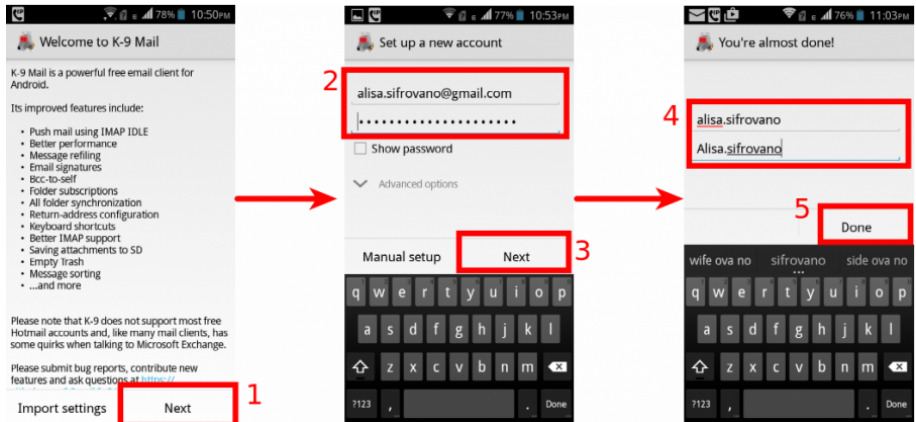 78% 10:50PM
Welcome to K-9 Mail
K-9 Mail is a powerful free email client for
Android.
Its improved features include:
• Push mail using IMAP IDLE
• Better performance
• Message refiling
• Email signatures
• Bcc-to-self
• Folder subscriptions
• All folder synchronization
• Return-address configuration
• Keyboard shortcuts
• Better IMAP support
• Saving attachments to SD
• Empty Trash
• Message sorting
• ...and more
Please note that K-9 does not support most free
Hotmail accounts and, like many mail clients, has
some quirks when talking to Microsoft Exchange.
Please submit bug reports, contribute new
features and ask questions at https://
Import settings Next
1
77% 10:53PM
Set up a new account
2
alisa.sifrovano@gmail.com
Show password
Advanced options
Manual setup Next
3
q w e r t y u i o p
a s d f g h j k l
z x c v b n m
?123 , . Done
76% 11:03PM
You're almost done!
4
alisa.sifrovano
Alisa.sifrovano
5
Done
wife ova no sifrovano side ova no
q w e r t y u i o p
a s d f g h j k l
z x c v b n m
?123 , . Done